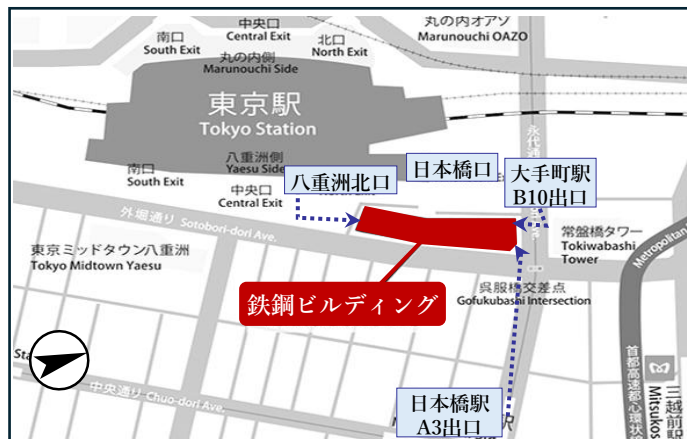 南口
South Exit
中央口
Central Exit
北口
North Exit
丸の内オアゾ
Marunouchi OAZO
丸の内側
Marunouchi Side
東京駅
Tokyo Station
八重洲側
Yaesu Side
南口
South Exit
中央口
Central Exit
八重洲北口
日本橋口
大手町駅
B10出口
永代通
外堀通り Sotobori-dori Ave.
東京ミッドタウン八重洲
Tokyo Midtown Yaesu
常盤橋タワー
Tokiwabashi
Tower
Metropolitan
呉服橋交差点
Gofukubashi Intersection
鉄鋼ビルディング
中央通り Chuo-dori Ave.
日本橋駅
A3出口
首都高速都心環状線
三越前駅
Mitsukos